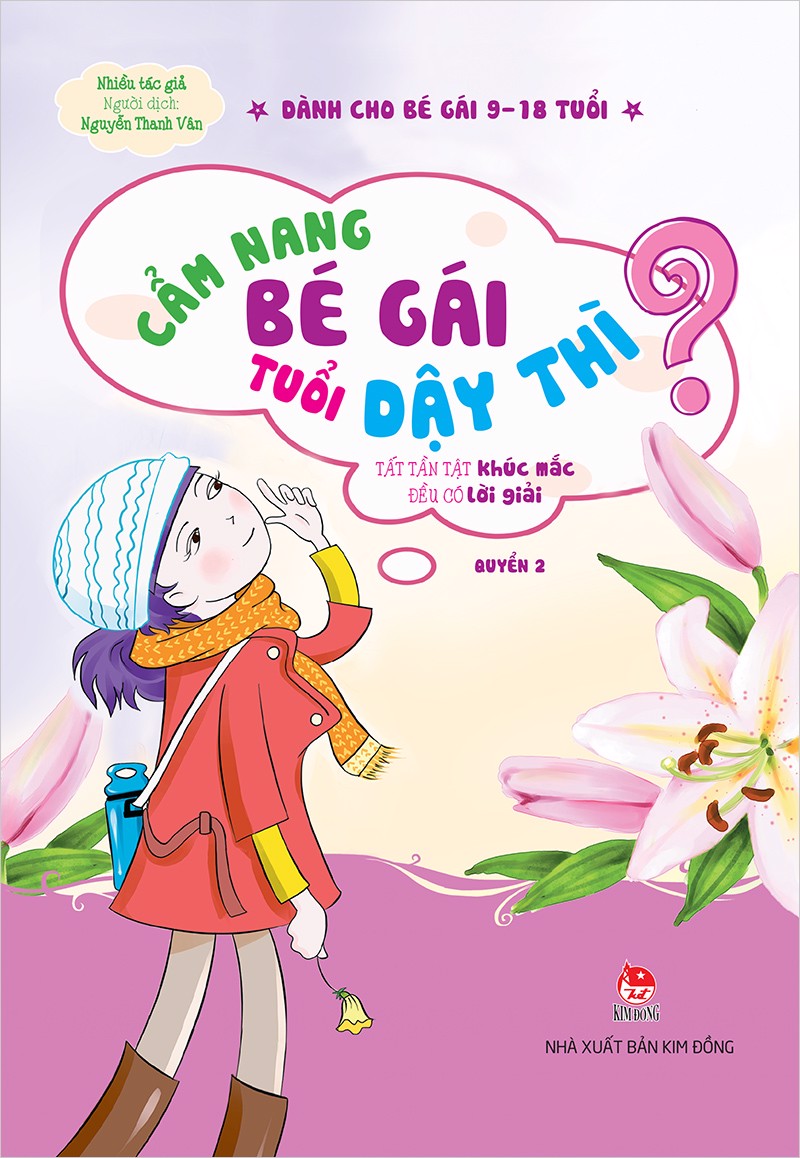 Nhiều tác giả
Người dịch:
Nguyễn Thanh Vân
DÀNH CHO BÉ GÁI 9-18 TUỔI
CẨM NANG
BÉ GÁI
TUỔI DẬY THÌ?
TẤT TẦN TẬT khúc mắc
ĐỀU CÓ lời giải
QUYỂN 2
KIM ĐỒNG
NHÀ XUẤT BẢN KIM ĐỒNG